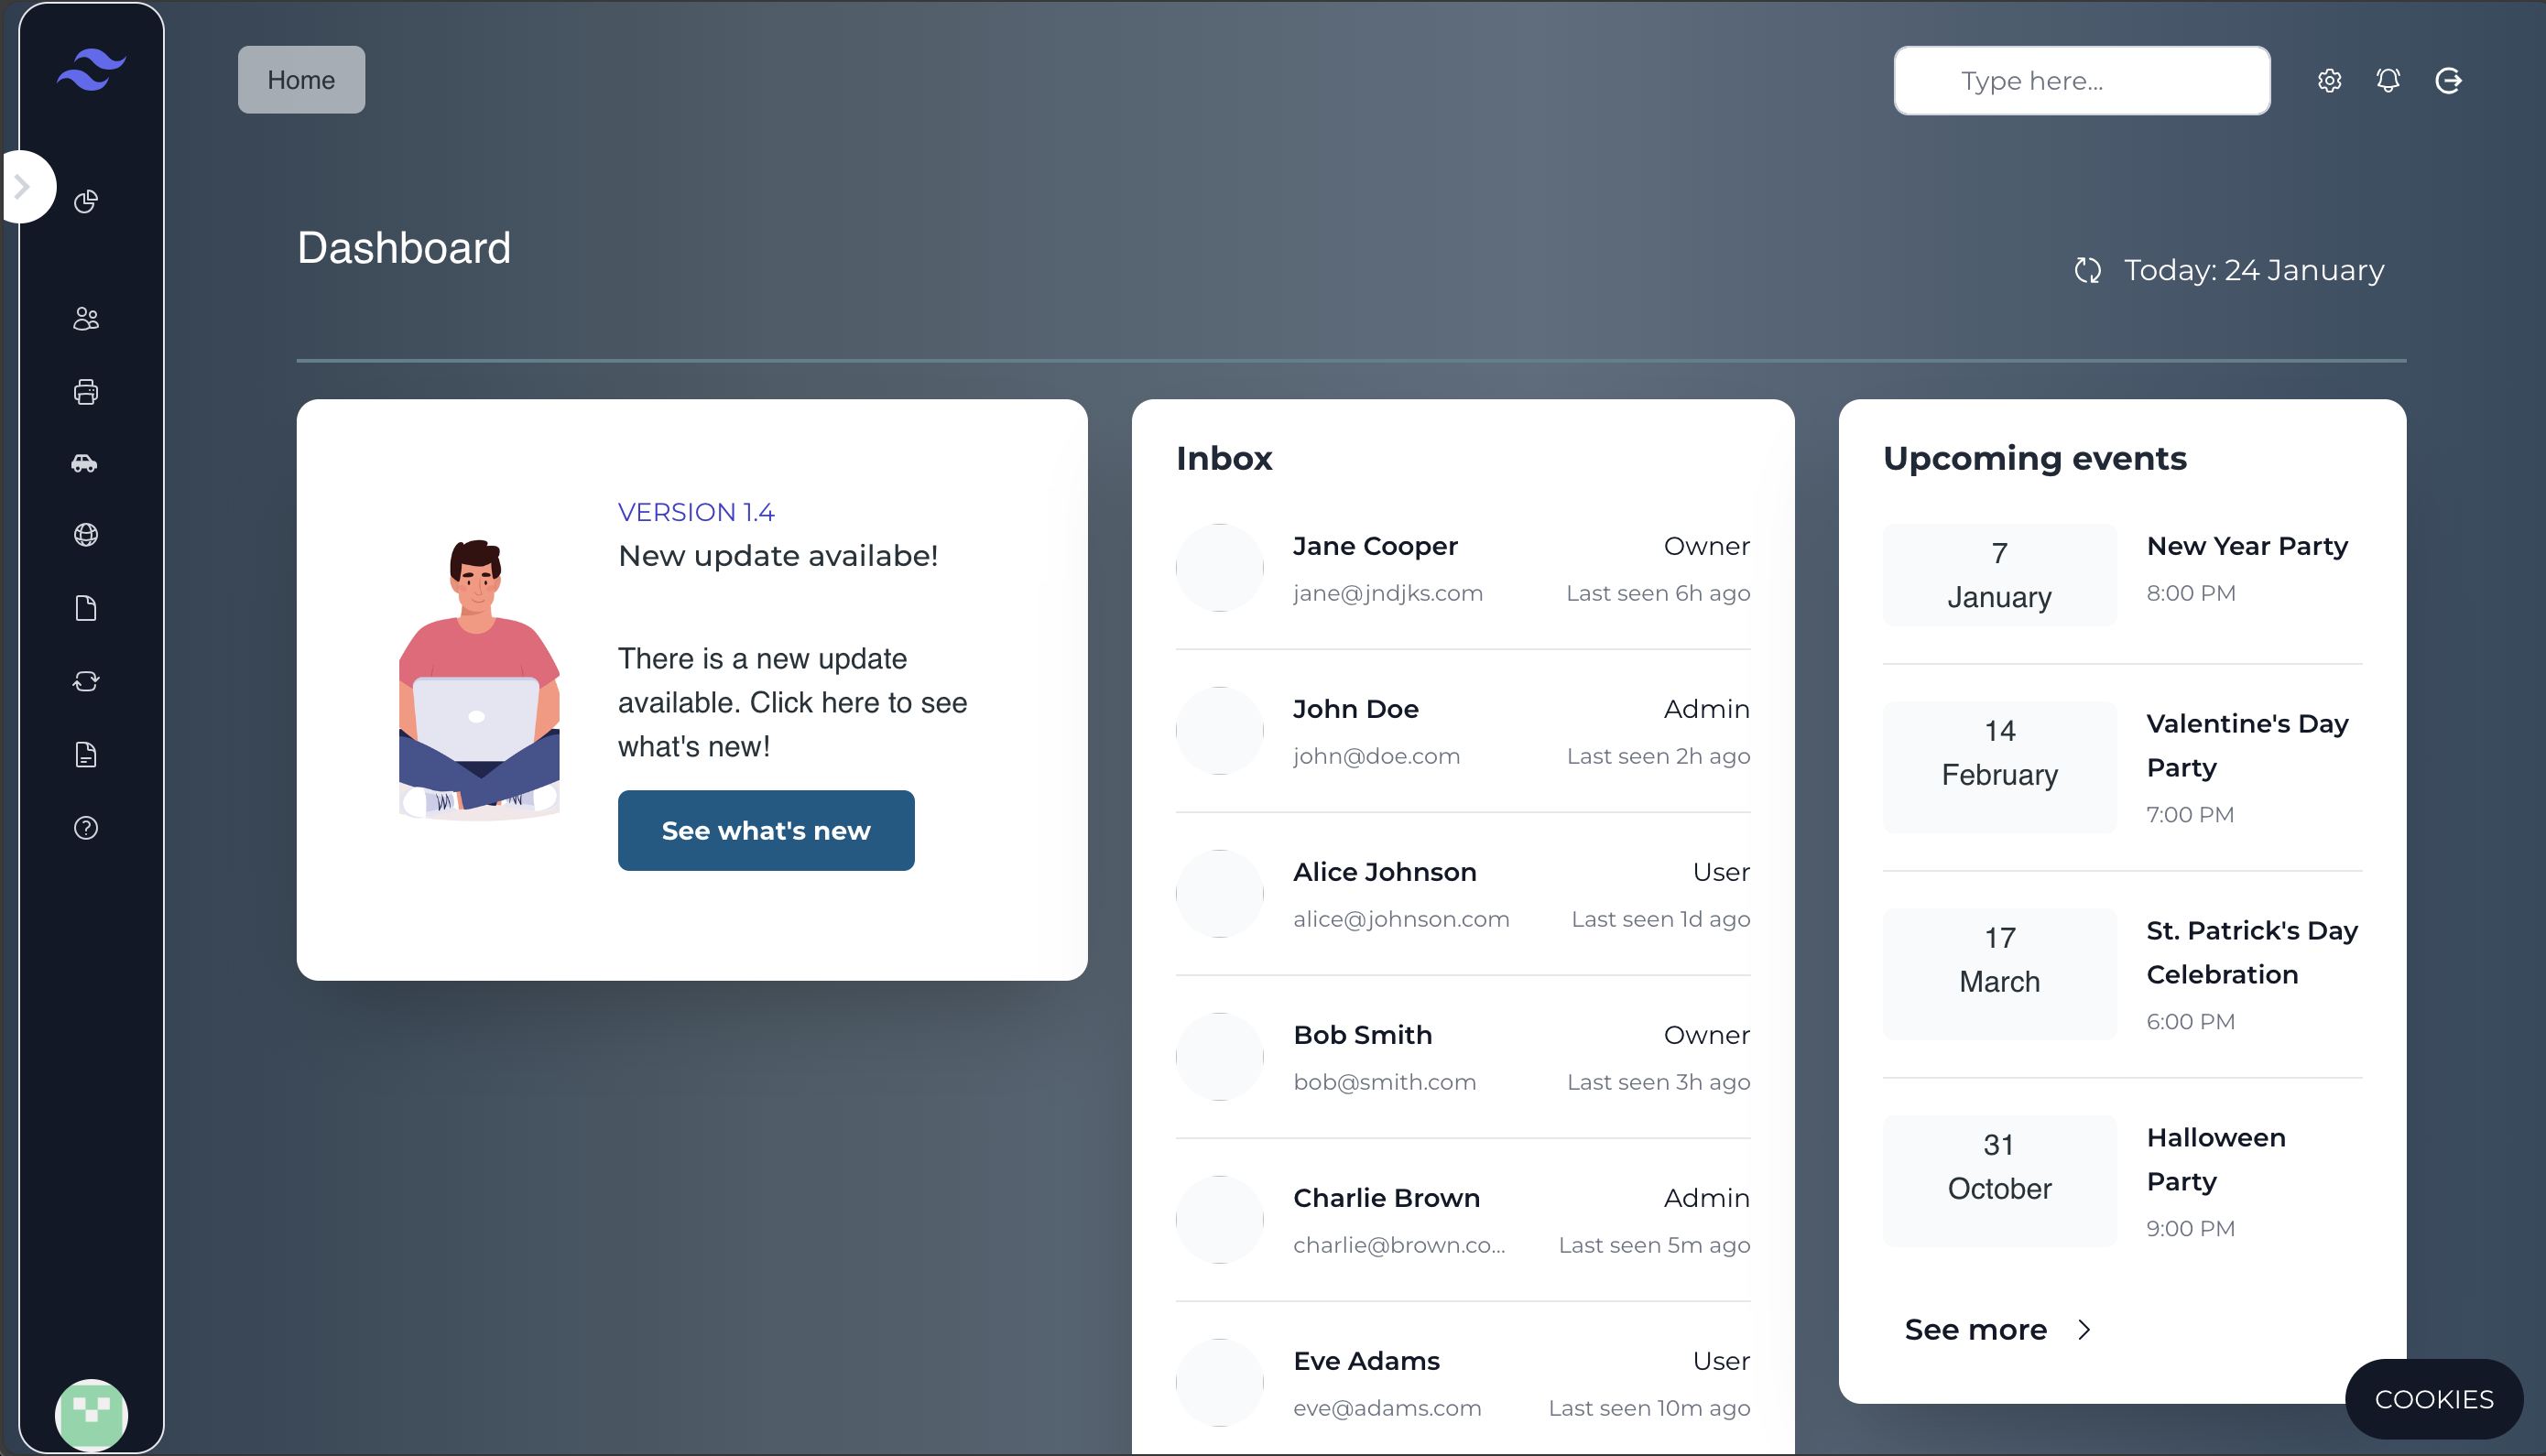 Home
Type here...
Dashboard
Today: 24 January
VERSION 1.4
New update availabe!
There is a new update
available. Click here to see
what's new!
See what's new
Inbox
Jane Cooper
Owner
jane@jndjks.com
Last seen 6h ago
John Doe
Admin
john@doe.com
Last seen 2h ago
Alice Johnson
User
alice@johnson.com
Last seen 1d ago
Bob Smith
Owner
bob@smith.com
Last seen 3h ago
Charlie Brown
Admin
charlie@brown.co...
Last seen 5m ago
Eve Adams
User
eve@adams.com
Last seen 10m ago
Upcoming events
7
January
New Year Party
8:00 PM
14
February
Valentine's Day
Party
7:00 PM
17
March
St. Patrick's Day
Celebration
6:00 PM
31
October
Halloween
Party
9:00 PM
See more
COOKIES